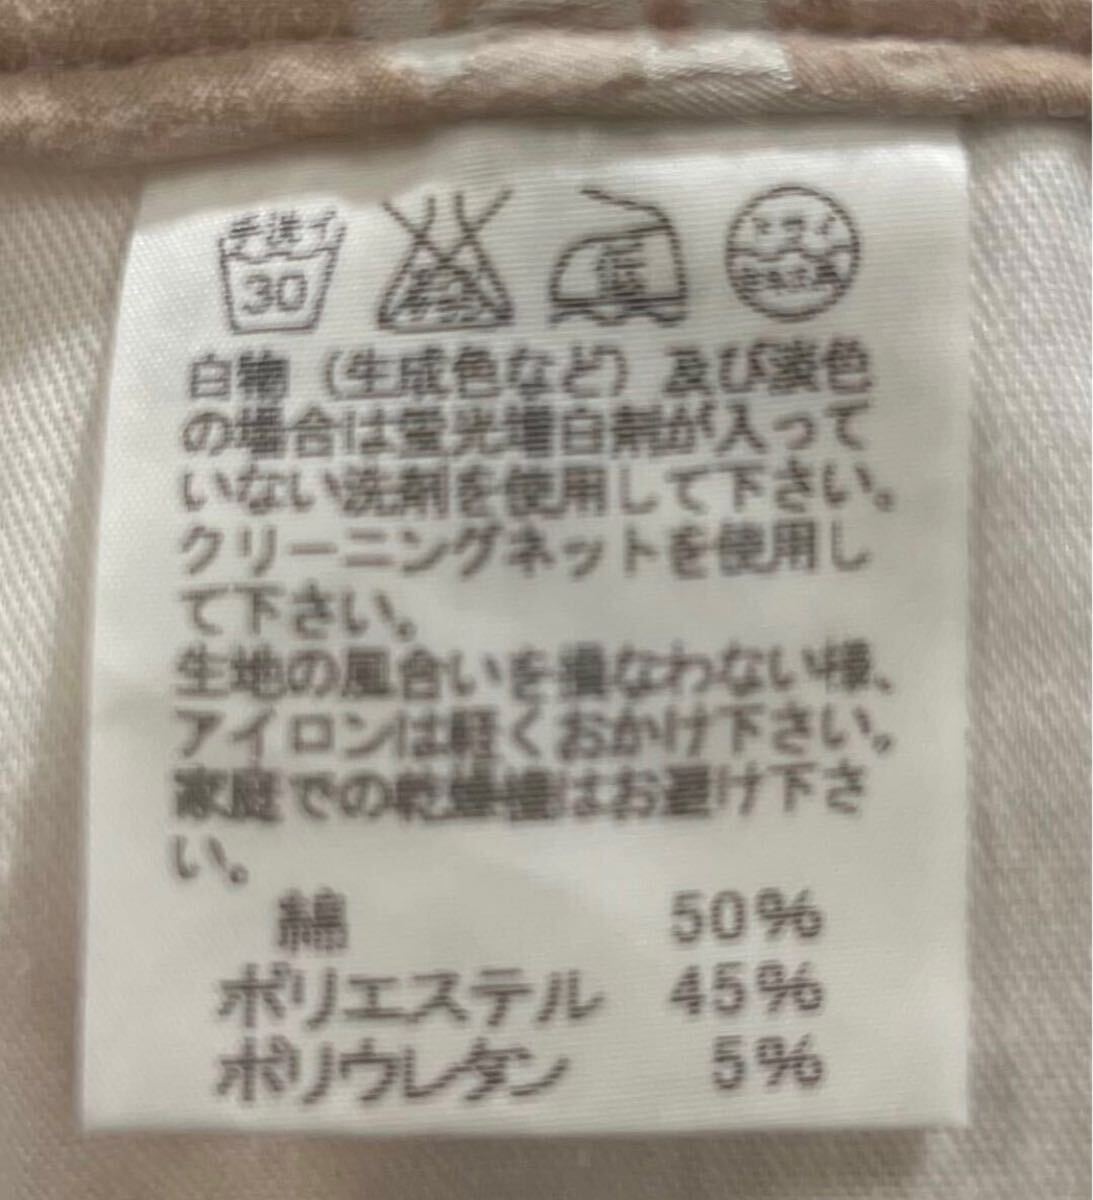 手洗イ
30
低
ドライ
白物（生成色など）及び淡色
の場合は蛍光増白剤が入って
いない洗剤を使用して下さい。
クリーニングネットを使用し
て下さい。
生地の風合いを損なわない様、
アイロンは軽くおかけ下さい。
家庭での乾燥機はお避け下さ
い。
綿 50%
ポリエステル 45%
ポリウレタン 5%